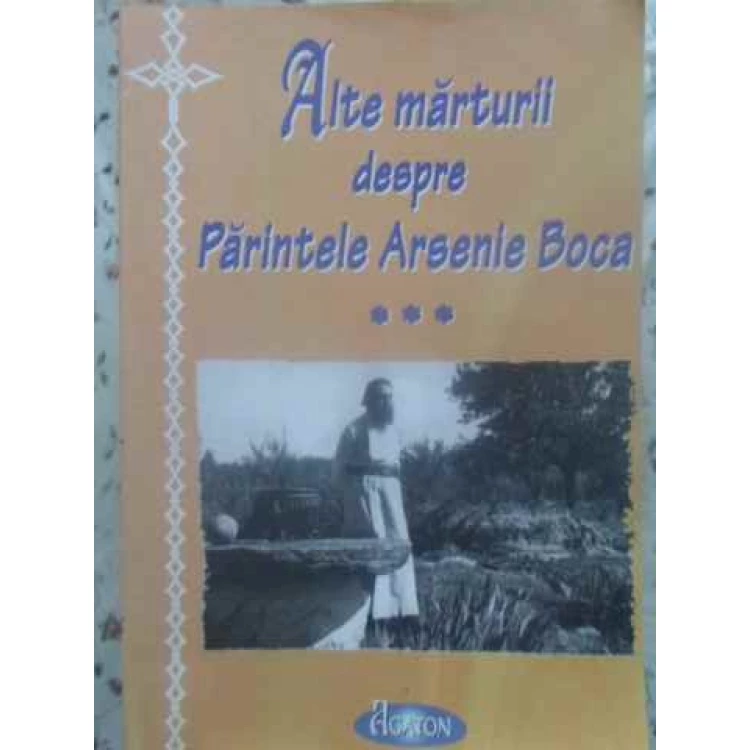 Alte mărturii
despre
Părintele Arsenie Boca
* * *
AGATON